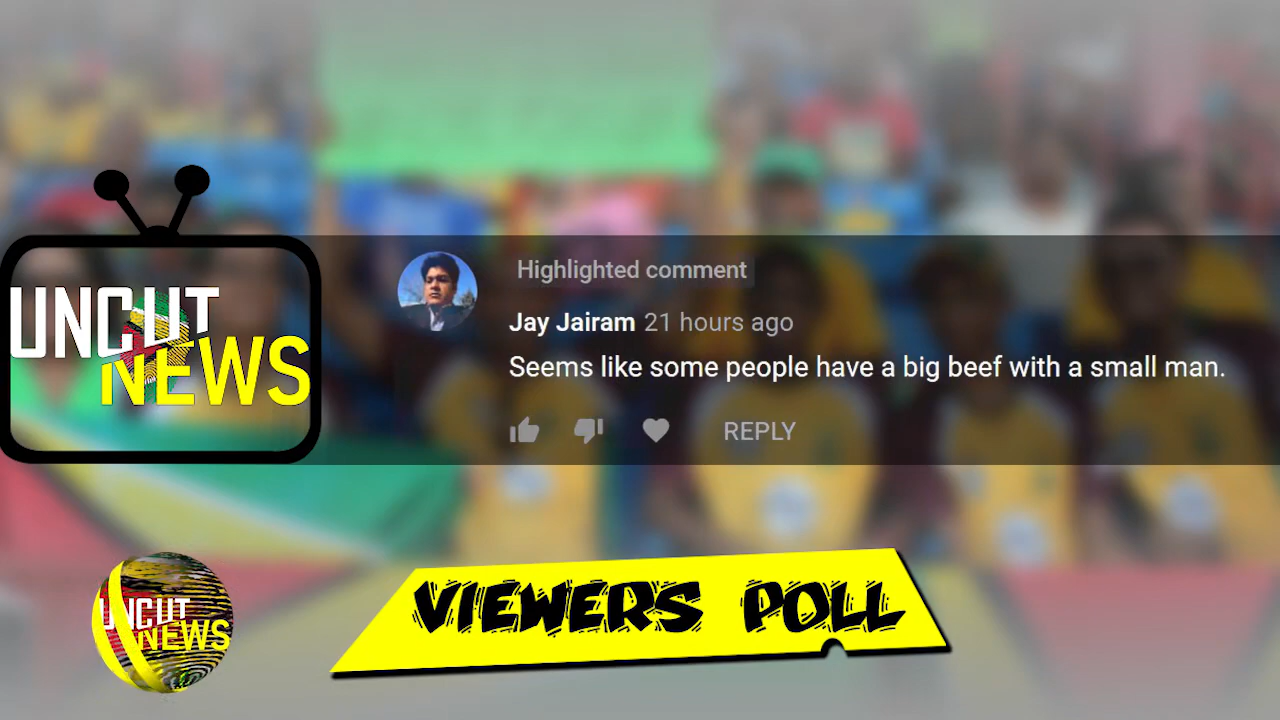 UNCUT
NEWS
Highlighted comment
Jay Jairam 21 hours ago
Seems like some people have a big beef with a small man.
REPLY
UNCUT
NEWS
VIEWERS POLL